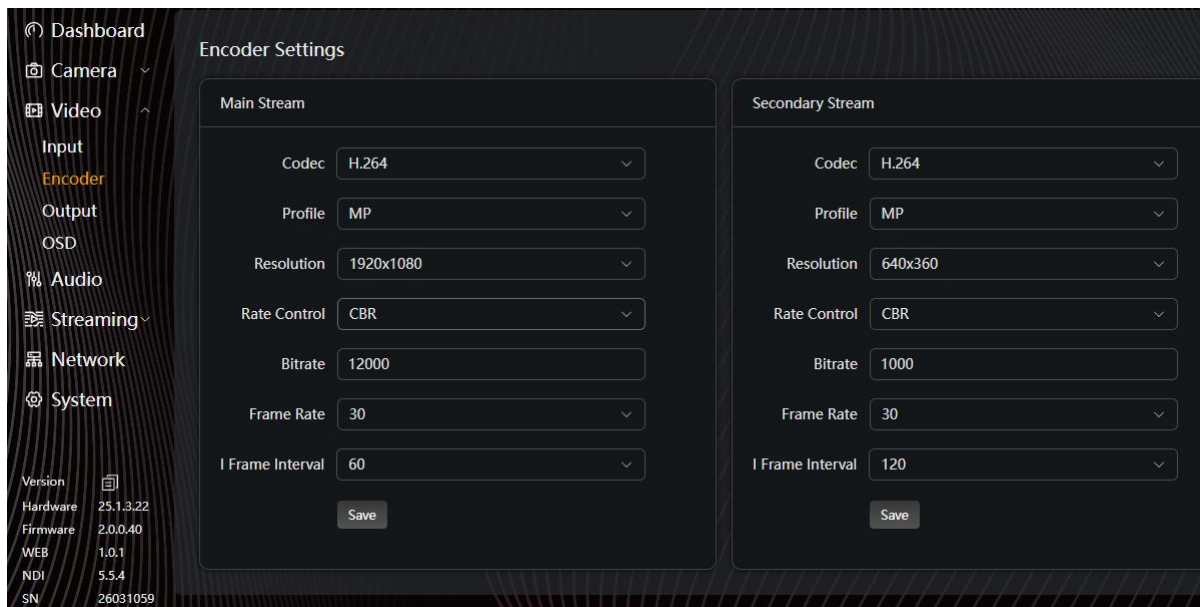 Dashboard
Camera
Video
Input
Encoder
Output
OSD
Audio
Streaming
Network
System
Version
Hardware 25.1.3.22
Firmware 2.0.0.40
WEB 1.0.1
NDI 5.5.4
SN 26031059
Encoder Settings
Main Stream
Codec H.264
Profile MP
Resolution 1920x1080
Rate Control CBR
Bitrate 12000
Frame Rate 30
I Frame Interval 60
Save
Secondary Stream
Codec H.264
Profile MP
Resolution 640x360
Rate Control CBR
Bitrate 1000
Frame Rate 30
I Frame Interval 120
Save